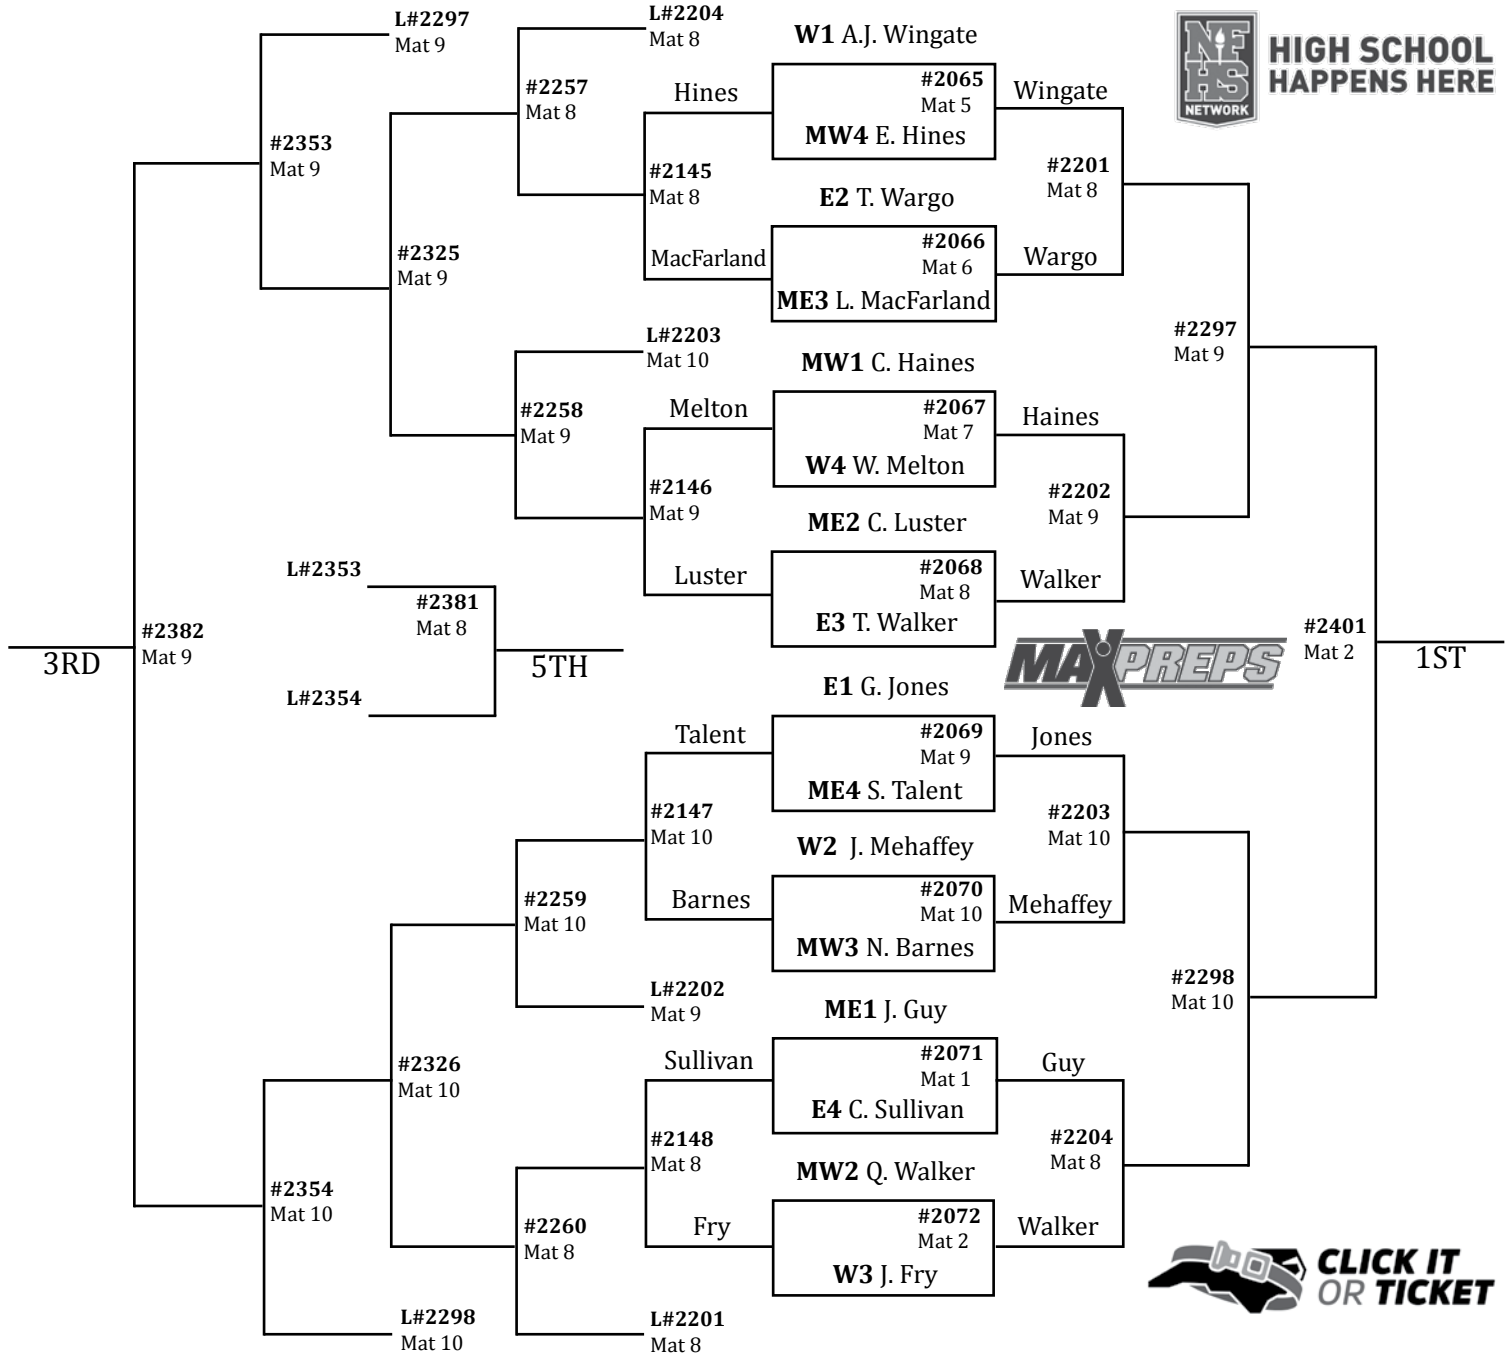 L#2297
Mat 9
#2353
Mat 9
#2325
Mat 9
L#2204
Mat 8
#2257
Mat 8
Hines
#2145
Mat 8
MacFarland
L#2203
Mat 10
#2258
Mat 9
Melton
#2146
Mat 9
Luster
L#2353
#2381
Mat 8
5TH
L#2354
#2382
Mat 9
3RD
Talent
#2147
Mat 10
Barnes
#2259
Mat 10
L#2202
Mat 9
#2326
Mat 10
Sullivan
#2148
Mat 8
Fry
#2260
Mat 8
L#2201
Mat 8
#2354
Mat 10
L#2298
Mat 10
W1 A.J. Wingate
#2065
Mat 5
MW4 E. Hines
E2 T. Wargo
#2066
Mat 6
ME3 L. MacFarland
MW1 C. Haines
#2067
Mat 7
W4 W. Melton
ME2 C. Luster
#2068
Mat 8
E3 T. Walker
E1 G. Jones
#2069
Mat 9
ME4 S. Talent
W2 J. Mehaffey
#2070
Mat 10
MW3 N. Barnes
ME1 J. Guy
#2071
Mat 1
E4 C. Sullivan
MW2 Q. Walker
#2072
Mat 2
W3 J. Fry
Wingate
#2201
Mat 8
Wargo
#2297
Mat 9
Haines
#2202
Mat 9
Walker
#2401
Mat 2
1ST
Jones
#2203
Mat 10
Mehaffey
#2298
Mat 10
Guy
#2204
Mat 8
Walker
NFHS
NETWORK
HIGH SCHOOL
HAPPENS HERE
MAXPREPS
CLICK IT
OR TICKET